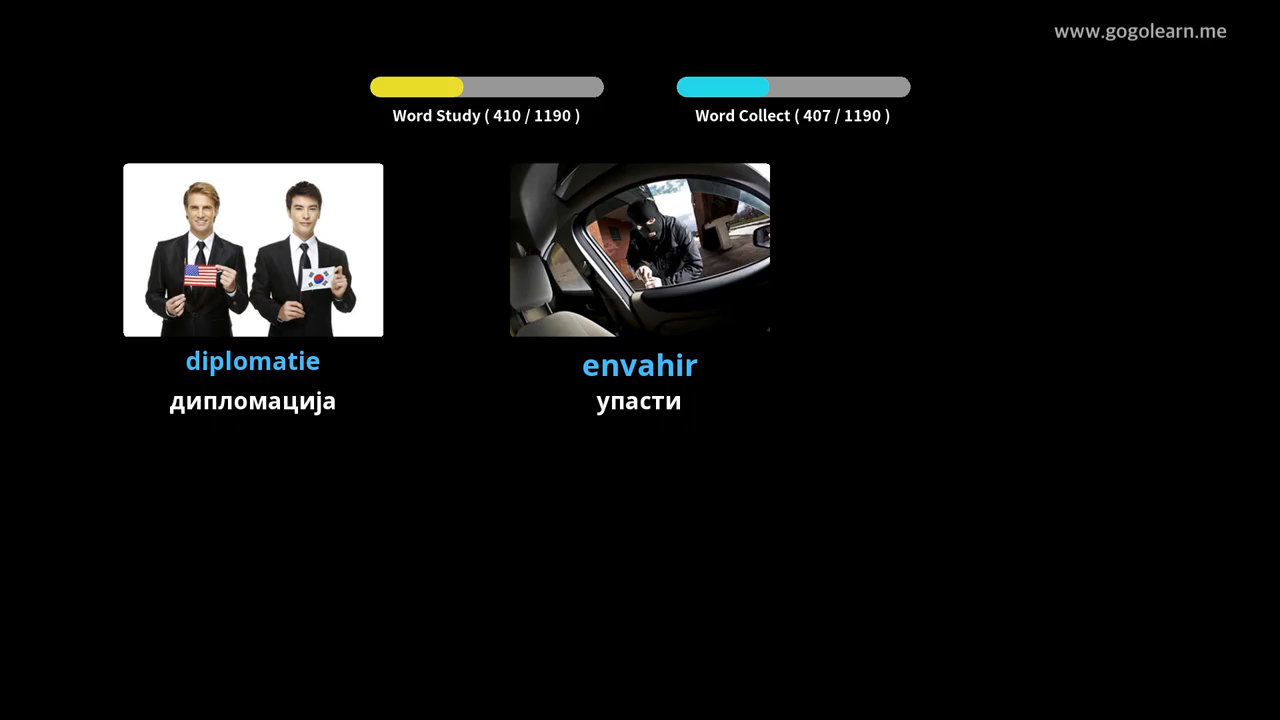 www.gogolearn.me
Word Study ( 410 / 1190 )
Word Collect ( 407 / 1190 )
diplomatie
дипломација
envahir
упасти